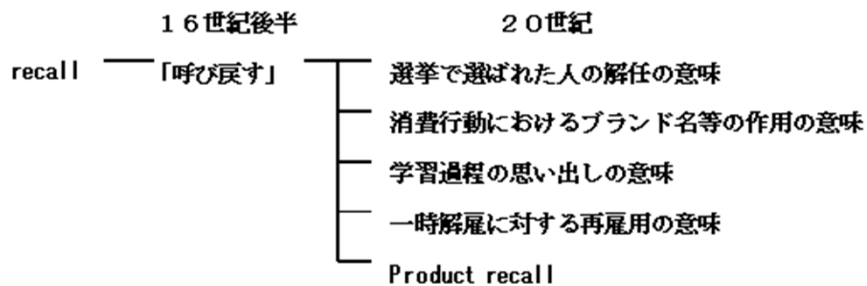 １６世紀後半 ２０世紀
recall 「呼び戻す」 選挙で選ばれた人の解任の意味
消費行動におけるブランド名等の作用の意味
学習過程の思い出しの意味
一時解雇に対する再雇用の意味
Product recall